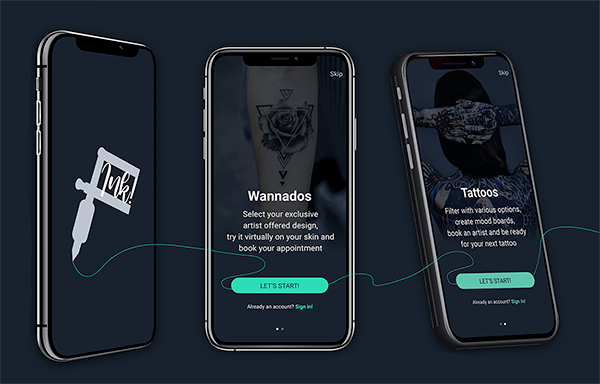 Ink!
Skip
Wannados
Select your exclusive
artist offered design,
try it virtually on your skin and
book your appointment
LET'S START!
Already an account? Sign in!
Skip
Tattoos
Filter with various options,
create mood boards,
book an artist and be ready
for your next tattoo
LET'S START!
Already an account? Sign in!